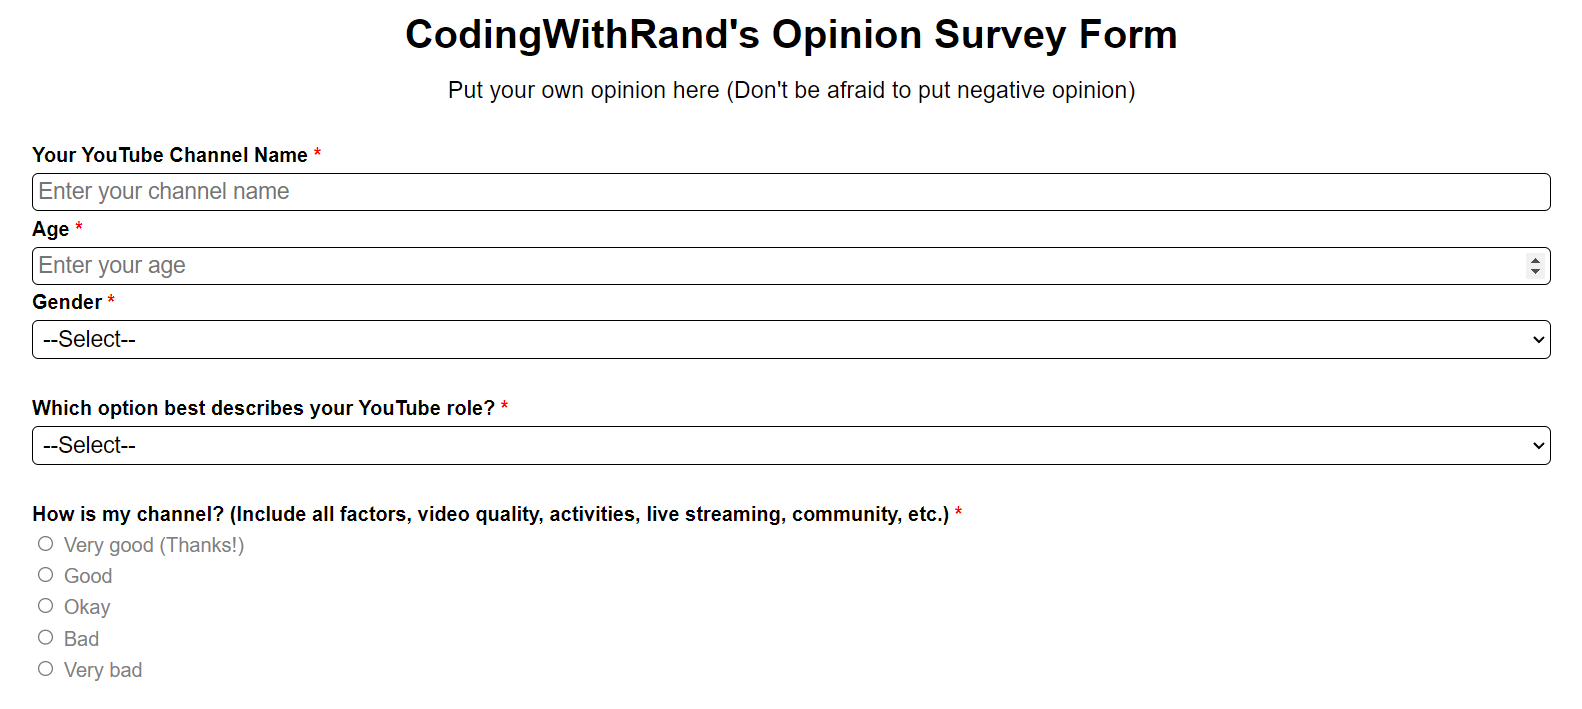 CodingWithRand's Opinion Survey Form
Put your own opinion here (Don't be afraid to put negative opinion)
Your YouTube Channel Name *
Enter your channel name
Age *
Enter your age
Gender *
--Select--
Which option best describes your YouTube role? *
--Select--
How is my channel? (Include all factors, video quality, activities, live streaming, community, etc.) *
Very good (Thanks!)
Good
Okay
Bad
Very bad